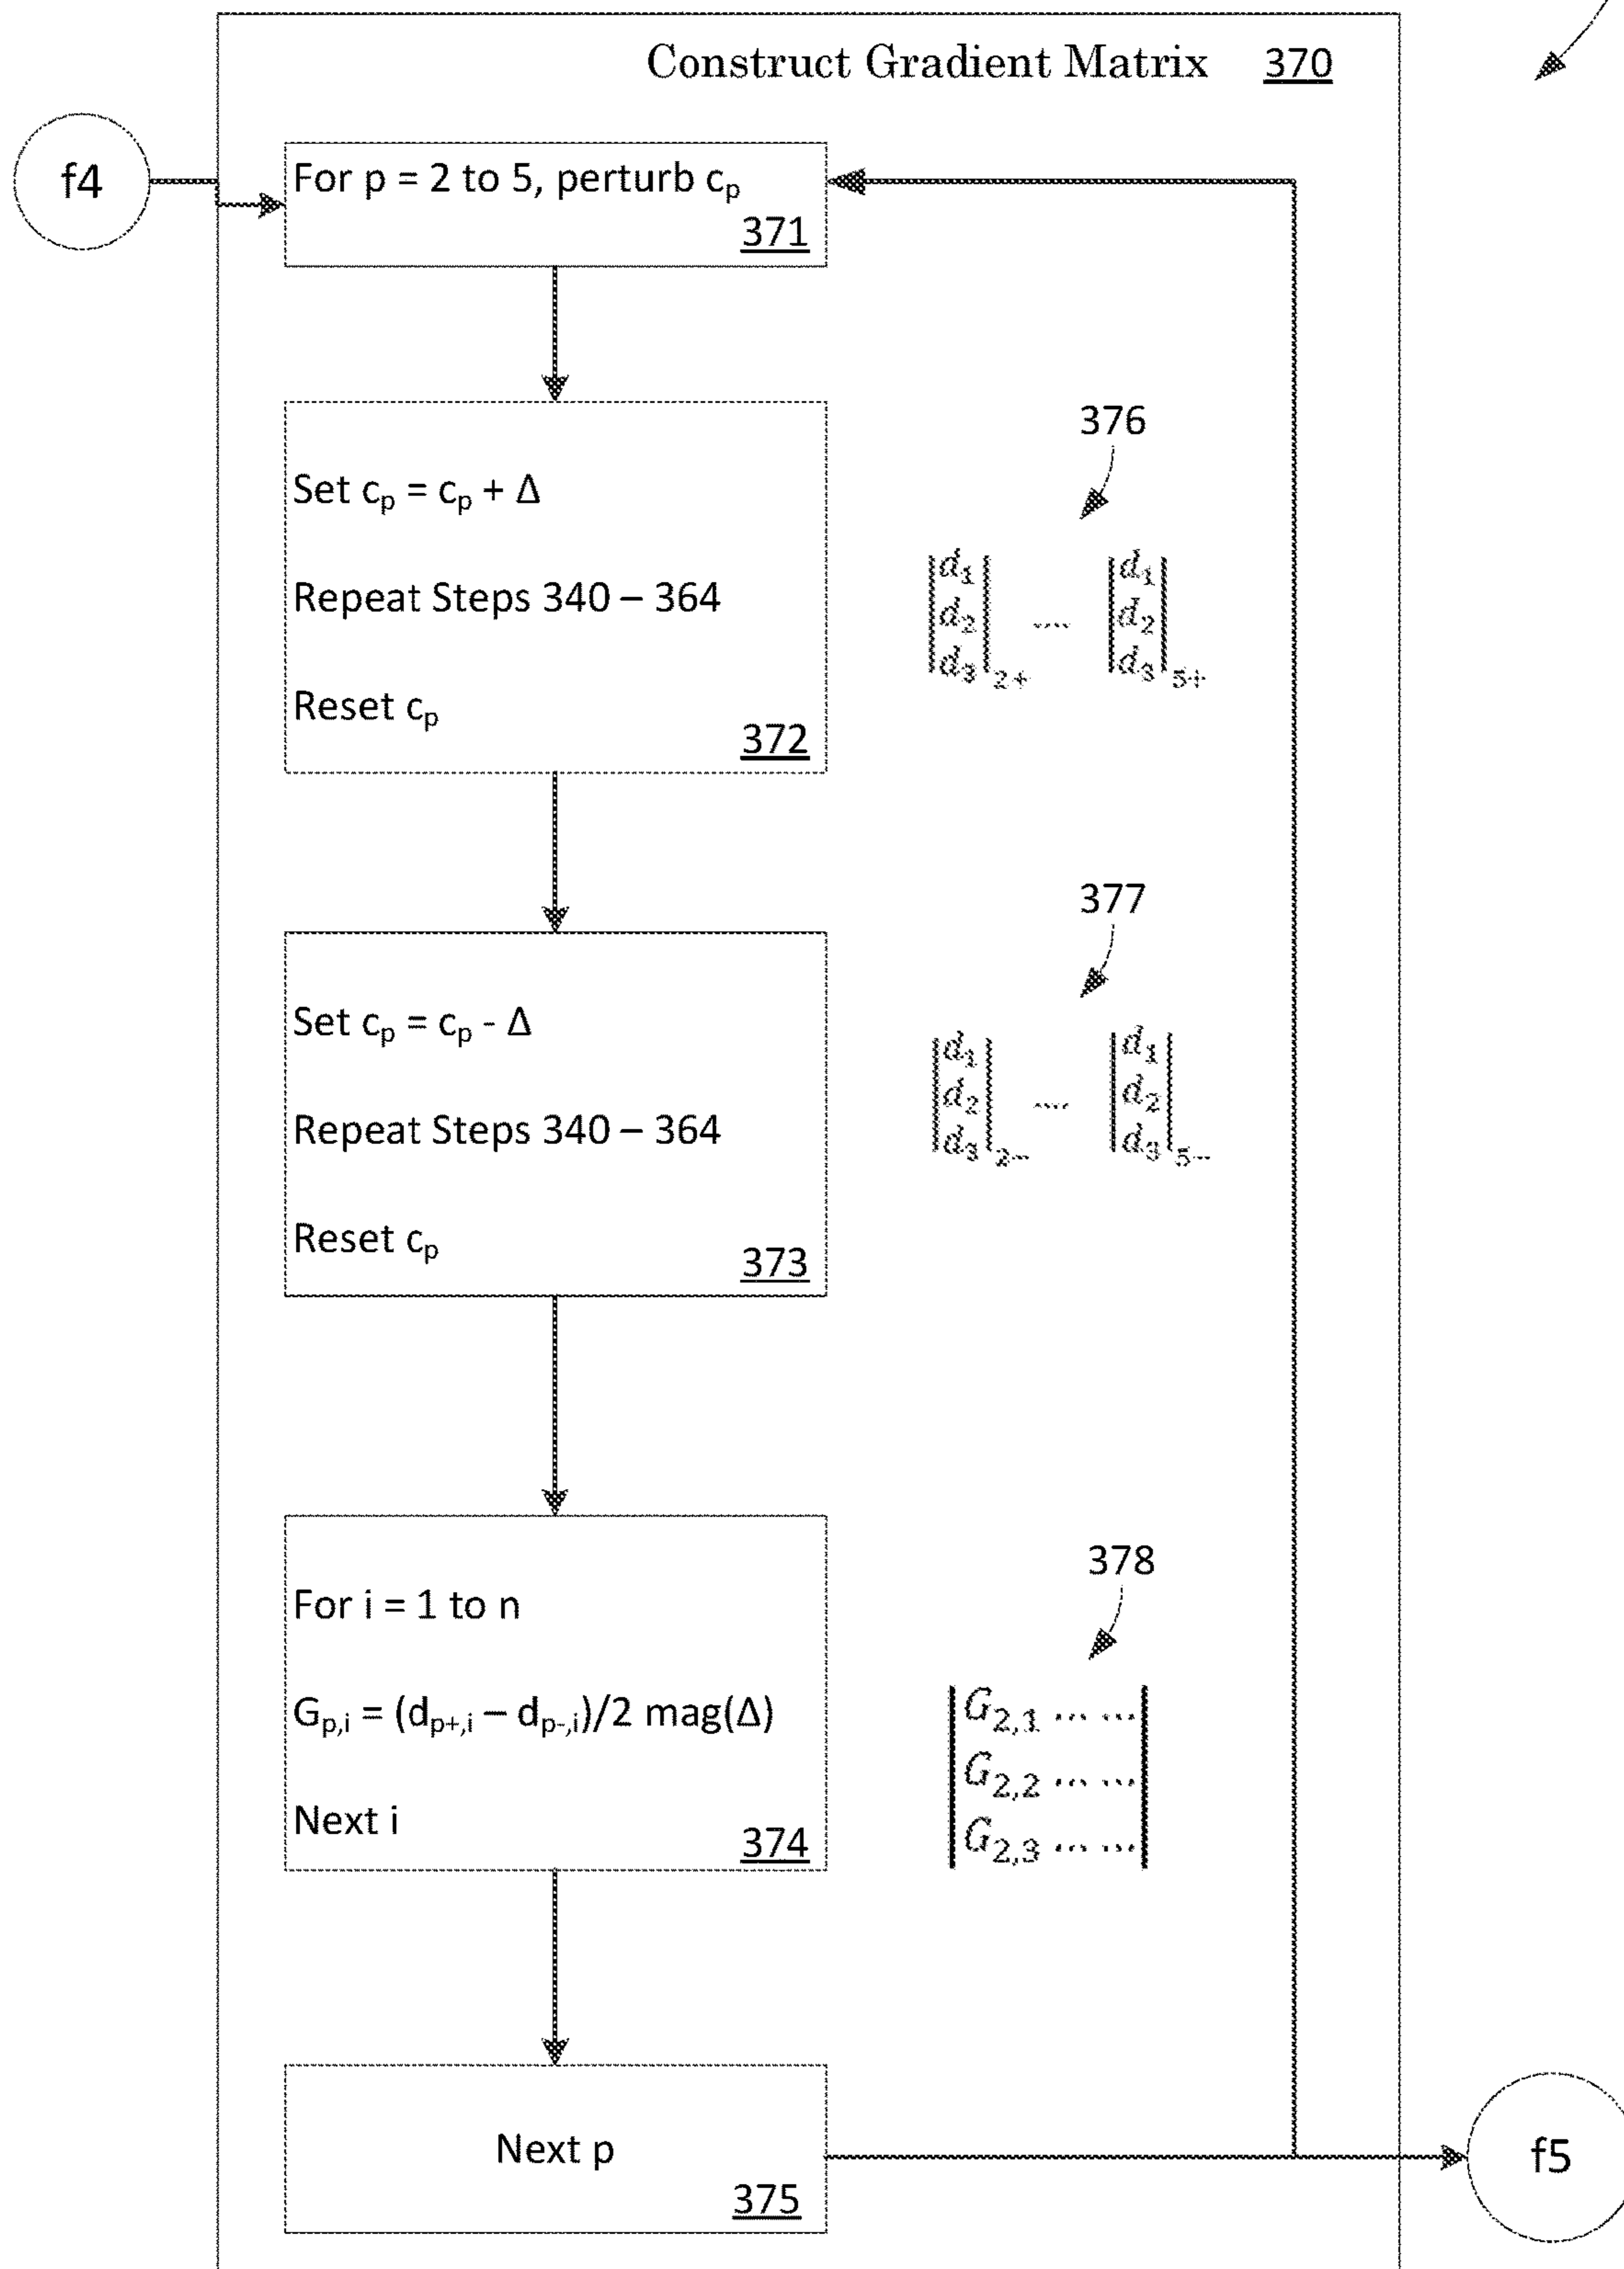 Construct Gradient Matrix 370
f4
For p = 2 to 5, perturb cp
371
Set cp = cp + Δ
Repeat Steps 340 – 364
Reset cp
372
376
d1 d1
d2 .... d2
d3 2+ d3 5+
Set cp = cp - Δ
Repeat Steps 340 – 364
Reset cp
373
377
d1 d1
d2 .... d2
d3 2- d3 5-
For i = 1 to n
Gp,i = (dp+,i – dp-,i)/2 mag(Δ)
Next i
374
378
G2,1 ... ...
G2,2 ... ...
G2,3 ... ...
Next p
375
f5